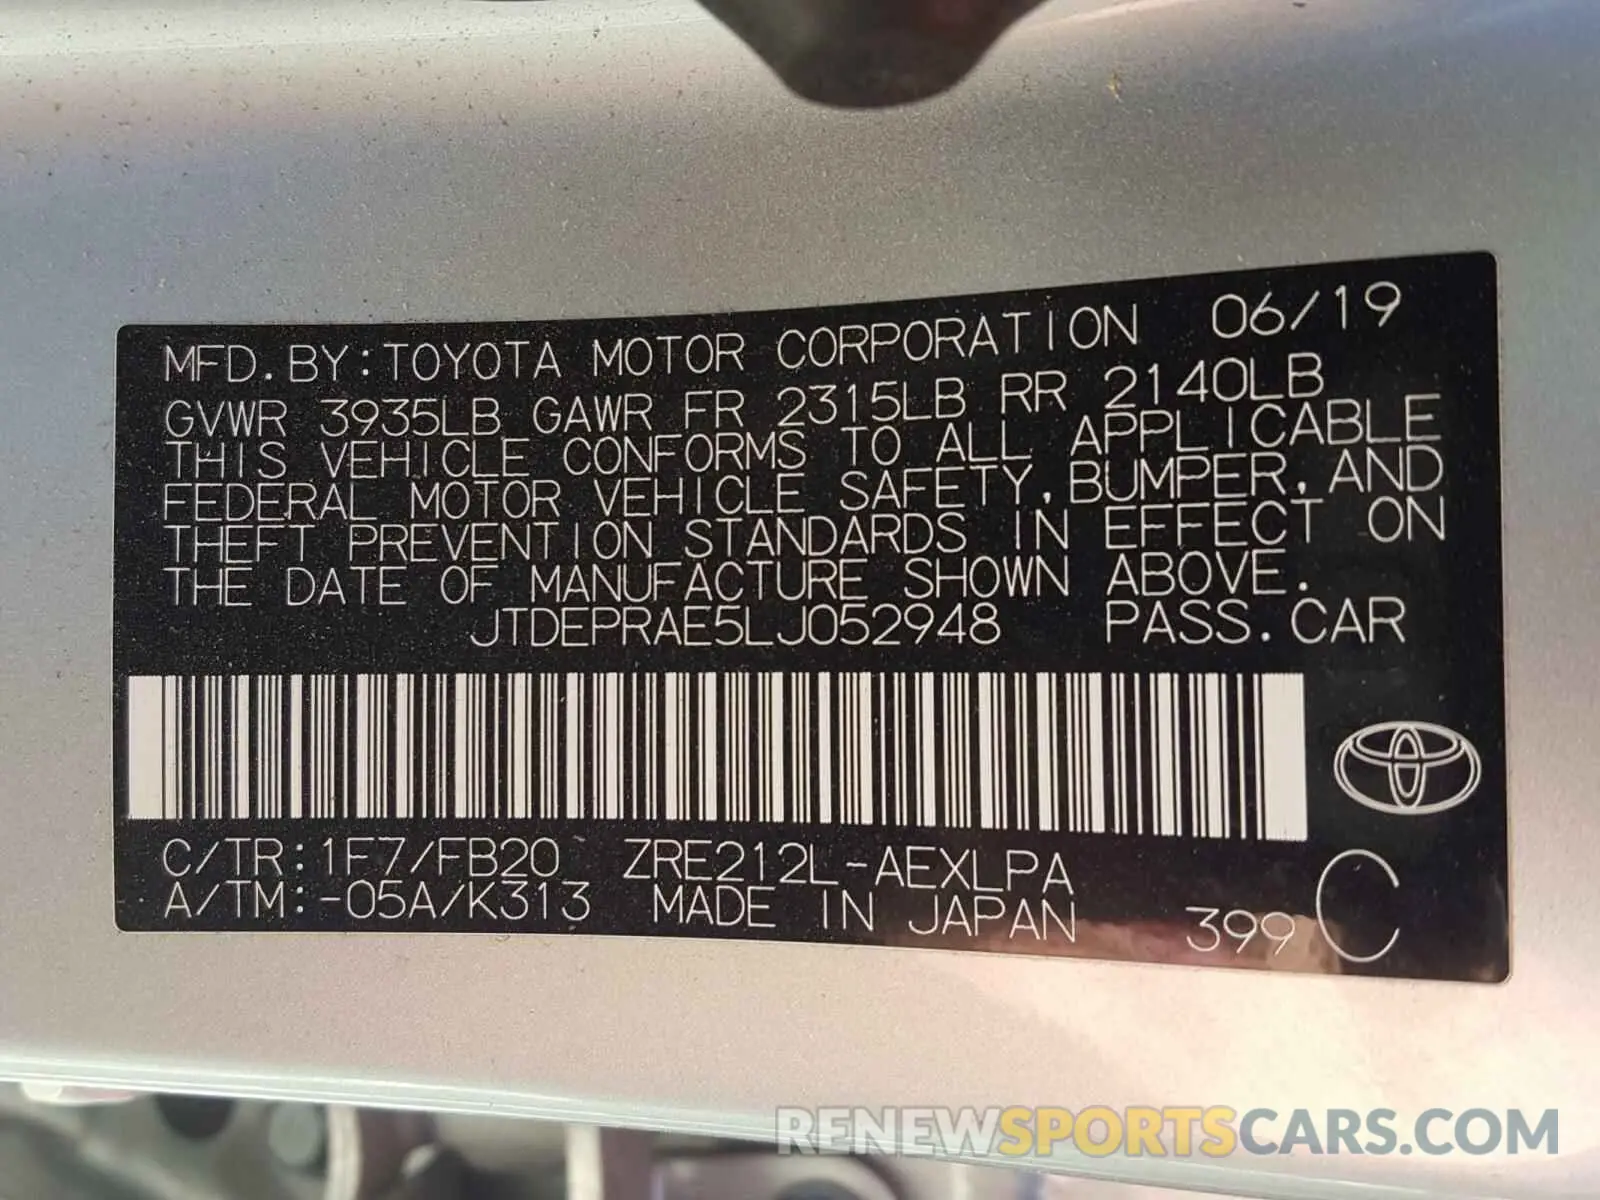 MFD. BY: TOYOTA MOTOR CORPORATION 06/19
GVWR 3935LB GAWR FR 2315LB RR 2140LB
THIS VEHICLE CONFORMS TO ALL APPLICABLE
FEDERAL MOTOR VEHICLE SAFETY, BUMPER, AND
THEFT PREVENTION STANDARDS IN EFFECT ON
THE DATE OF MANUFACTURE SHOWN ABOVE.
JTDEPRAE5LJ052948 PASS. CAR
C/TR: 1F7/FB20 ZRE212L-AEXLPA
A/TM: -05A/K313 MADE IN JAPAN 399 C
RENEWSPORTSCARS.COM